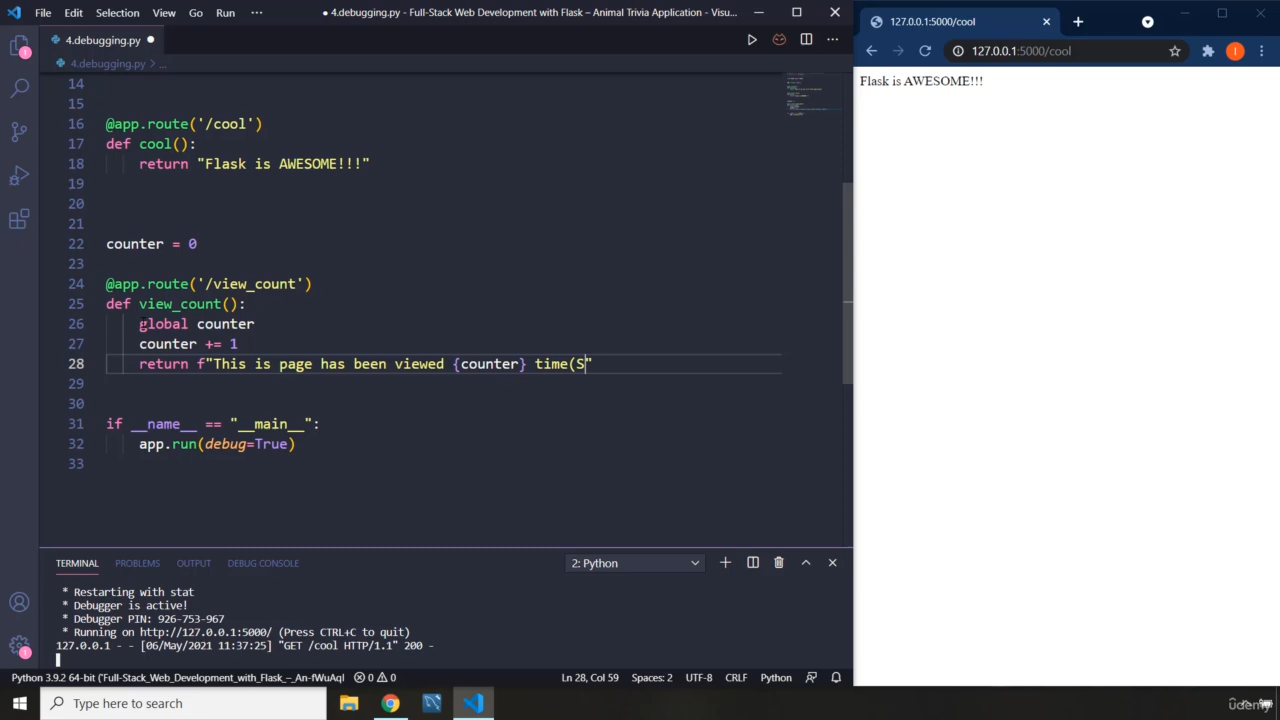 File Edit Selection View Go Run ··· ● 4.debugging.py - Full-Stack Web Development with Flask – Animal Trivia Application - Visu...
4.debugging.py ●
4.debugging.py > ...
14
15
16 @app.route('/cool')
17 def cool():
18 return "Flask is AWESOME!!!"
19
20
21
22 counter = 0
23
24 @app.route('/view_count')
25 def view_count():
26 global counter
27 counter += 1
28 return f"This is page has been viewed {counter} time(S"
29
30
31 if __name__ == "__main__":
32 app.run(debug=True)
33
TERMINAL PROBLEMS OUTPUT DEBUG CONSOLE 2: Python
* Restarting with stat
* Debugger is active!
* Debugger PIN: 926-753-967
* Running on http://127.0.0.1:5000/ (Press CTRL+C to quit)
127.0.0.1 - - [06/May/2021 11:37:25] "GET /cool HTTP/1.1" 200 -
Python 3.9.2 64-bit ('Full-Stack_Web_Development_with_Flask_-_An-fWuAqI 0 0 Ln 28, Col 59 Spaces: 2 UTF-8 CRLF Python
127.0.0.1:5000/cool
127.0.0.1:5000/cool
I
Flask is AWESOME!!!
Type here to search
udemy